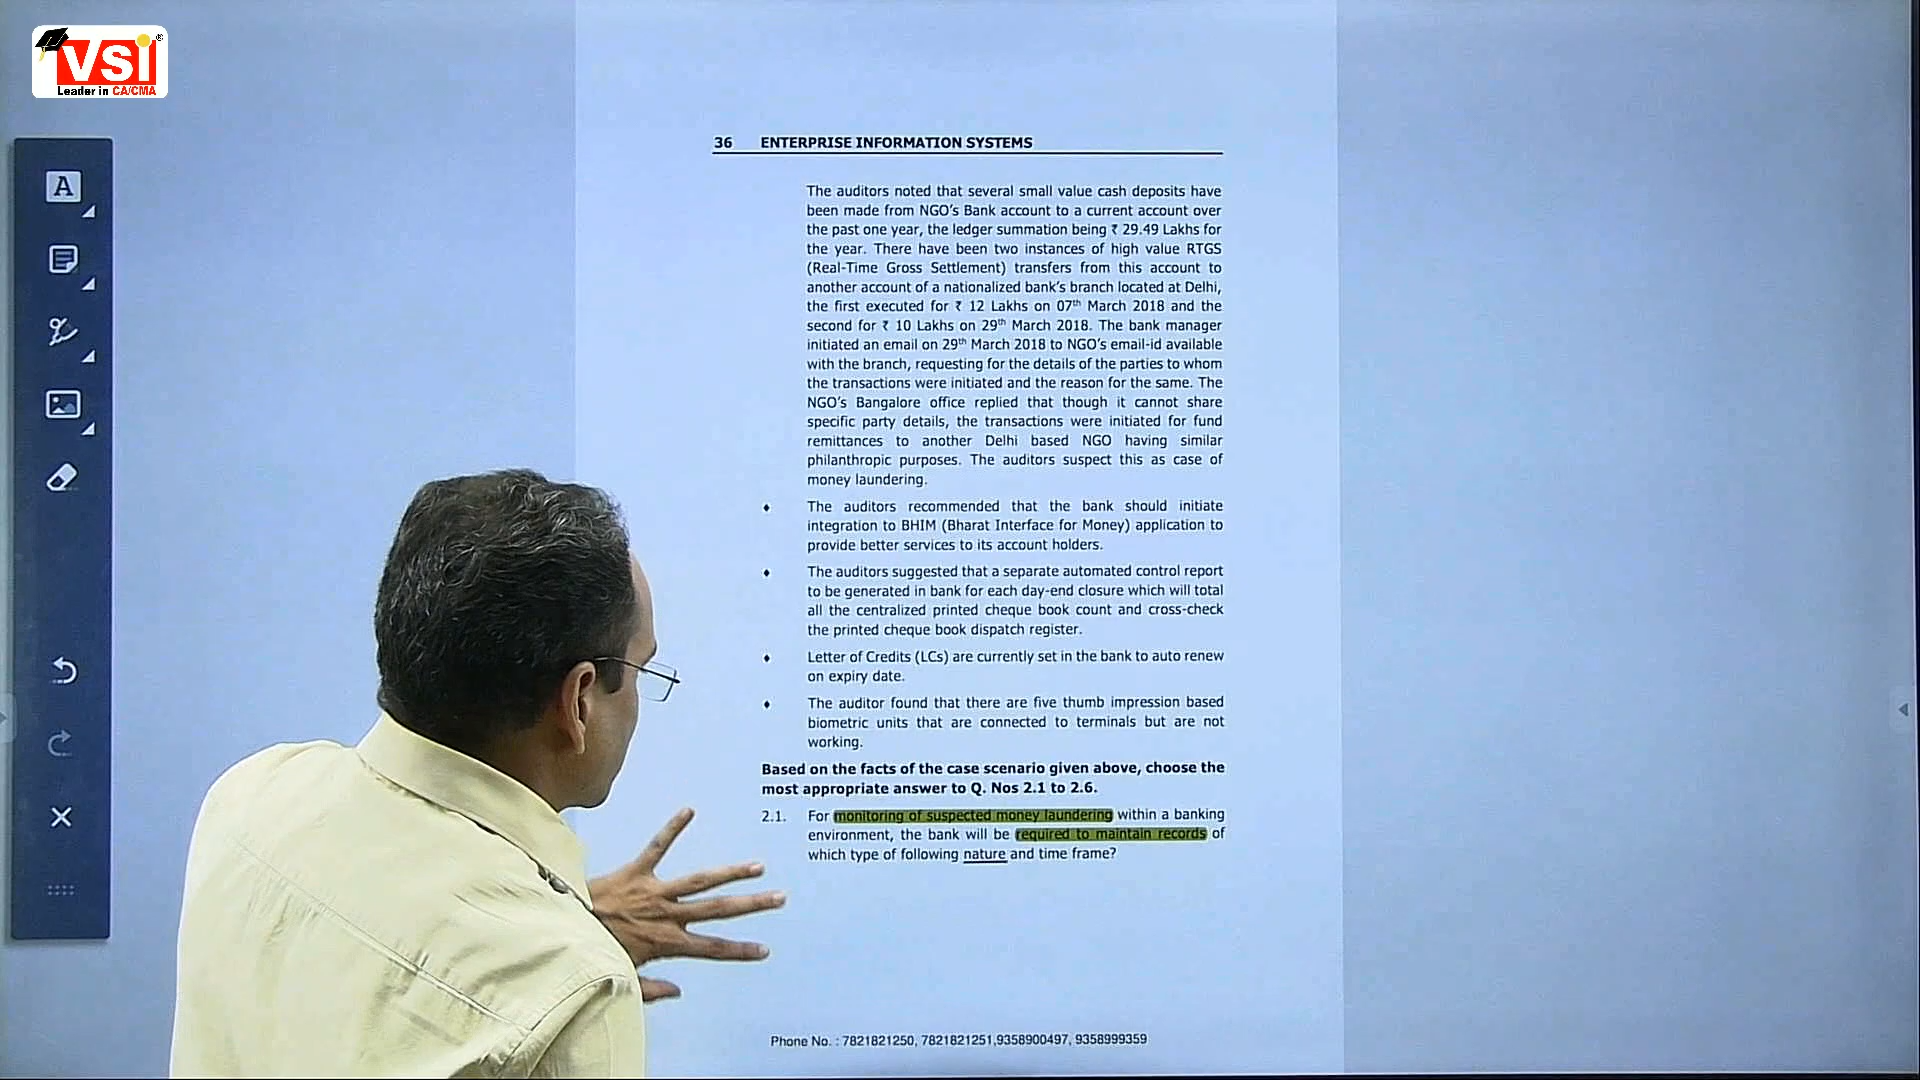 VSI®
Leader in CA/CMA
A
36 ENTERPRISE INFORMATION SYSTEMS
The auditors noted that several small value cash deposits have
been made from NGO's Bank account to a current account over
the past one year, the ledger summation being ₹ 29.49 Lakhs for
the year. There have been two instances of high value RTGS
(Real-Time Gross Settlement) transfers from this account to
another account of a nationalized bank's branch located at Delhi,
the first executed for ₹ 12 Lakhs on 07th March 2018 and the
second for ₹ 10 Lakhs on 29th March 2018. The bank manager
initiated an email on 29th March 2018 to NGO's email-id available
with the branch, requesting for the details of the parties to whom
the transactions were initiated and the reason for the same. The
NGO's Bangalore office replied that though it cannot share
specific party details, the transactions were initiated for fund
remittances to another Delhi based NGO having similar
philanthropic purposes. The auditors suspect this as case of
money laundering.
♦ The auditors recommended that the bank should initiate
integration to BHIM (Bharat Interface for Money) application to
provide better services to its account holders.
♦ The auditors suggested that a separate automated control report
to be generated in bank for each day-end closure which will total
all the centralized printed cheque book count and cross-check
the printed cheque book dispatch register.
♦ Letter of Credits (LCs) are currently set in the bank to auto renew
on expiry date.
♦ The auditor found that there are five thumb impression based
biometric units that are connected to terminals but are not
working.
Based on the facts of the case scenario given above, choose the
most appropriate answer to Q. Nos 2.1 to 2.6.
2.1. For monitoring of suspected money laundering within a banking
environment, the bank will be required to maintain records of
which type of following nature and time frame?
Phone No. : 7821821250, 7821821251,9358900497, 9358999359